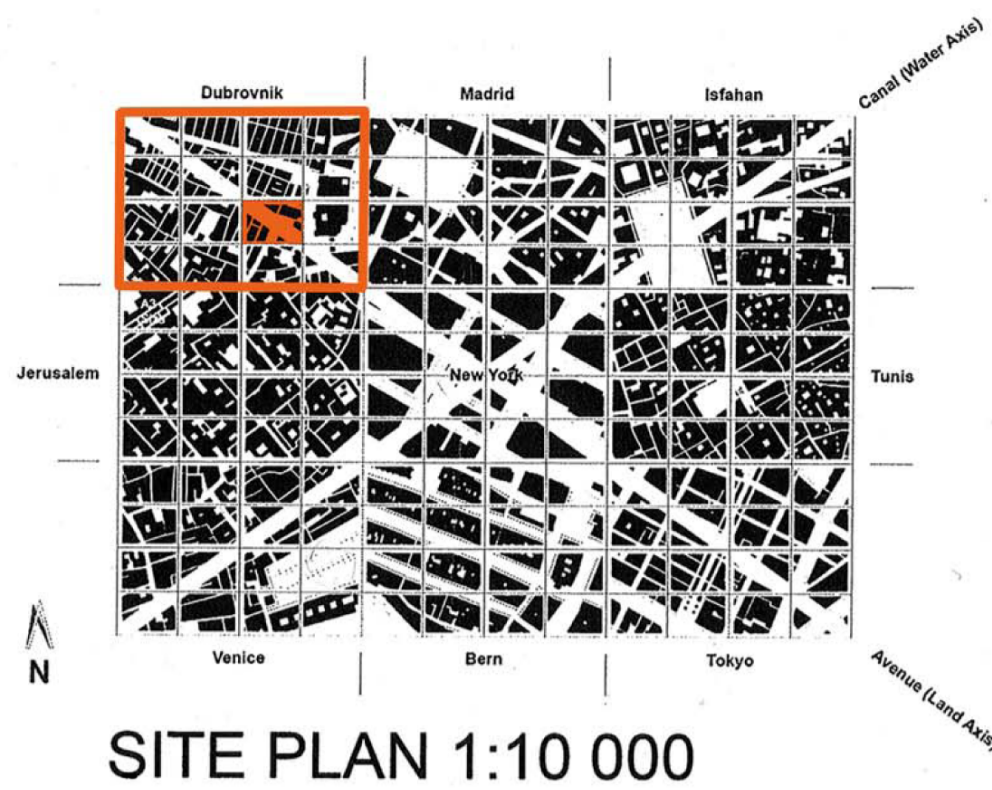 Dubrovnik
Madrid
Isfahan
Canal (Water Axis)
A3
Jerusalem
New York
Tunis
Venice
Bern
Tokyo
N
Avenue (Land Axis)
SITE PLAN 1:10 000